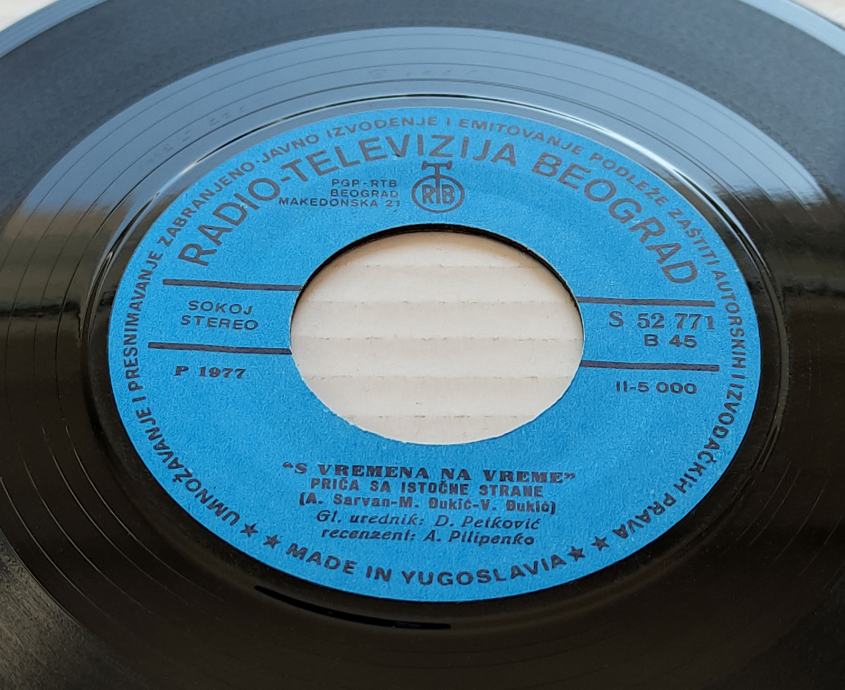 UMNOŽAVANJE I PRESNIMAVANJE ZABRANJENO·JAVNO IZVOĐENJE I EMITOVANJE PODLEŽE ZAŠTITI AUTORSKIH I IZVOĐAČKIH PRAVA
RADIO-TELEVIZIJA BEOGRAD
PGP-RTB
BEOGRAD
MAKEDONSKA 21
RTB
SOKOJ
STEREO
S 52 771
B 45
P 1977
II-5 000
"S VREMENA NA VREME"
PRIČA SA ISTOČNE STRANE
(A. Sarvan-M. Đukić-V. Đukić)
Gl. urednik: D. Petković
recenzent: A. Pilipenko
★★ MADE IN YUGOSLAVIA ★★